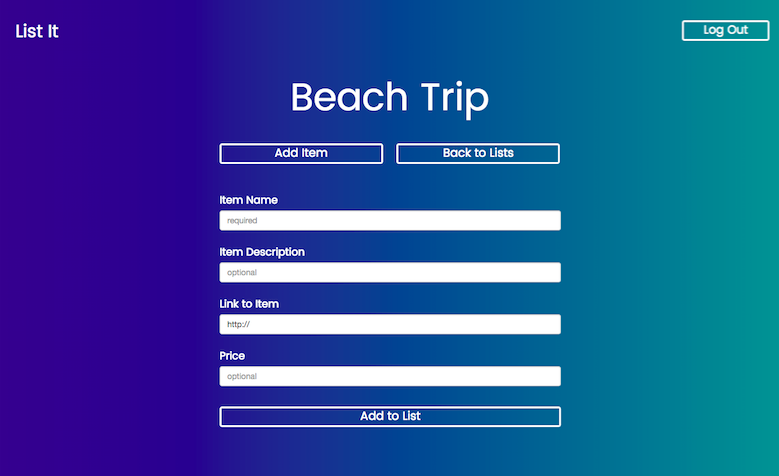 List It
Log Out
Beach Trip
Add Item
Back to Lists
Item Name
required
Item Description
optional
Link to Item
http://
Price
optional
Add to List